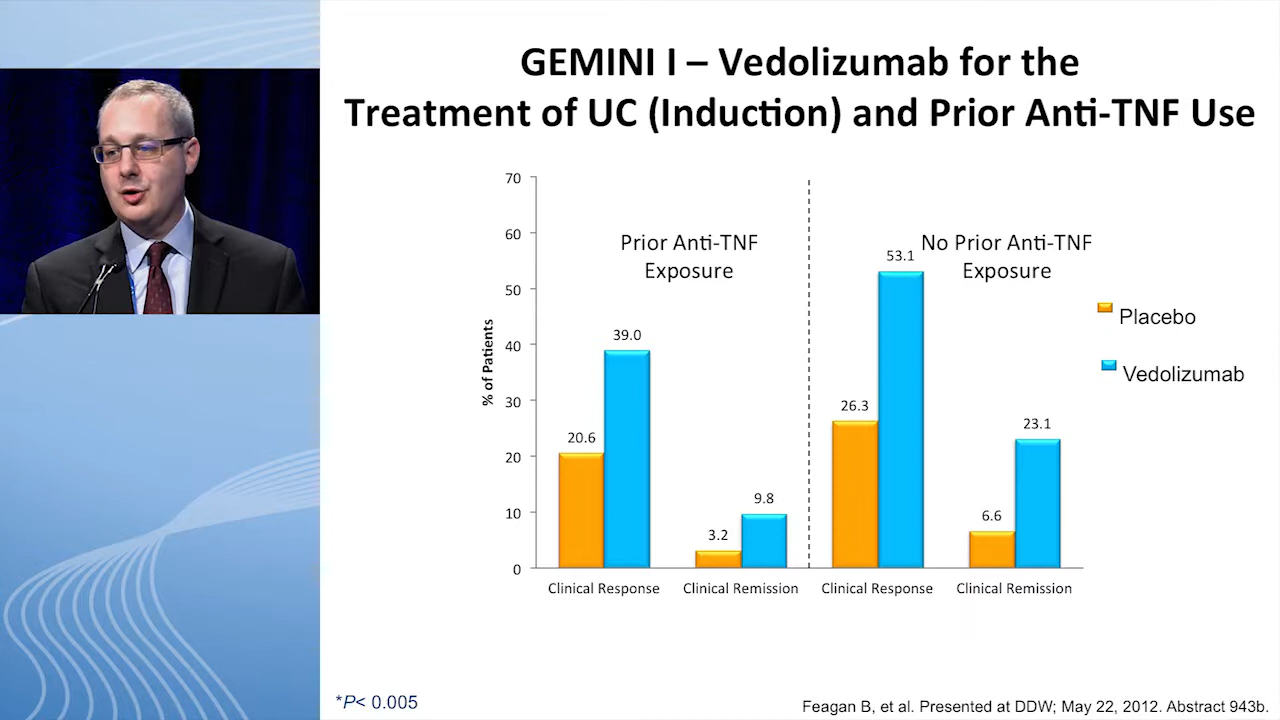 GEMINI I – Vedolizumab for the
Treatment of UC (Induction) and Prior Anti-TNF Use
70
60
50
40
30
20
10
0
% of Patients
Prior Anti-TNF
Exposure
No Prior Anti-TNF
Exposure
20.6
39.0
3.2
9.8
26.3
53.1
6.6
23.1
Clinical Response
Clinical Remission
Clinical Response
Clinical Remission
Placebo
Vedolizumab
*P< 0.005
Feagan B, et al. Presented at DDW; May 22, 2012. Abstract 943b.